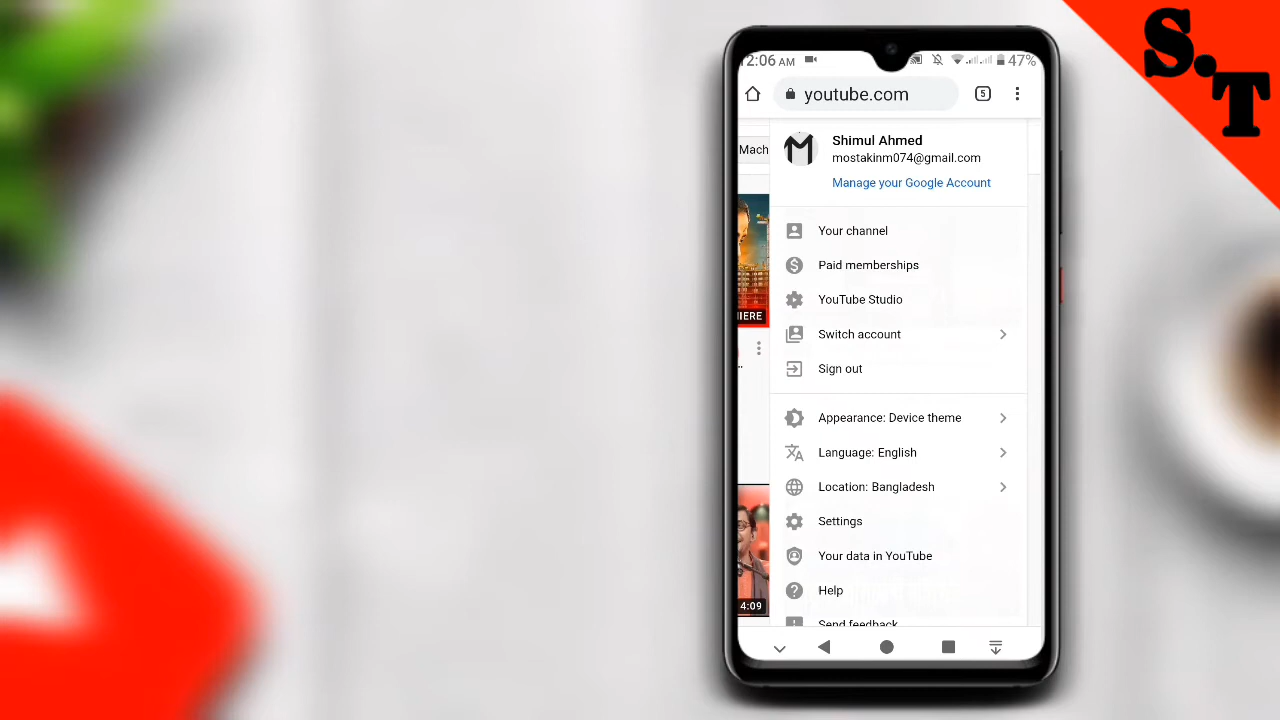 S.T
2:06 AM
47%
youtube.com
5
Shimul Ahmed
mostakinm074@gmail.com
Manage your Google Account
Mach
Your channel
Paid memberships
YouTube Studio
IERE
Switch account
Sign out
Appearance: Device theme
Language: English
Location: Bangladesh
Settings
Your data in YouTube
Help
4:09
Send feedback